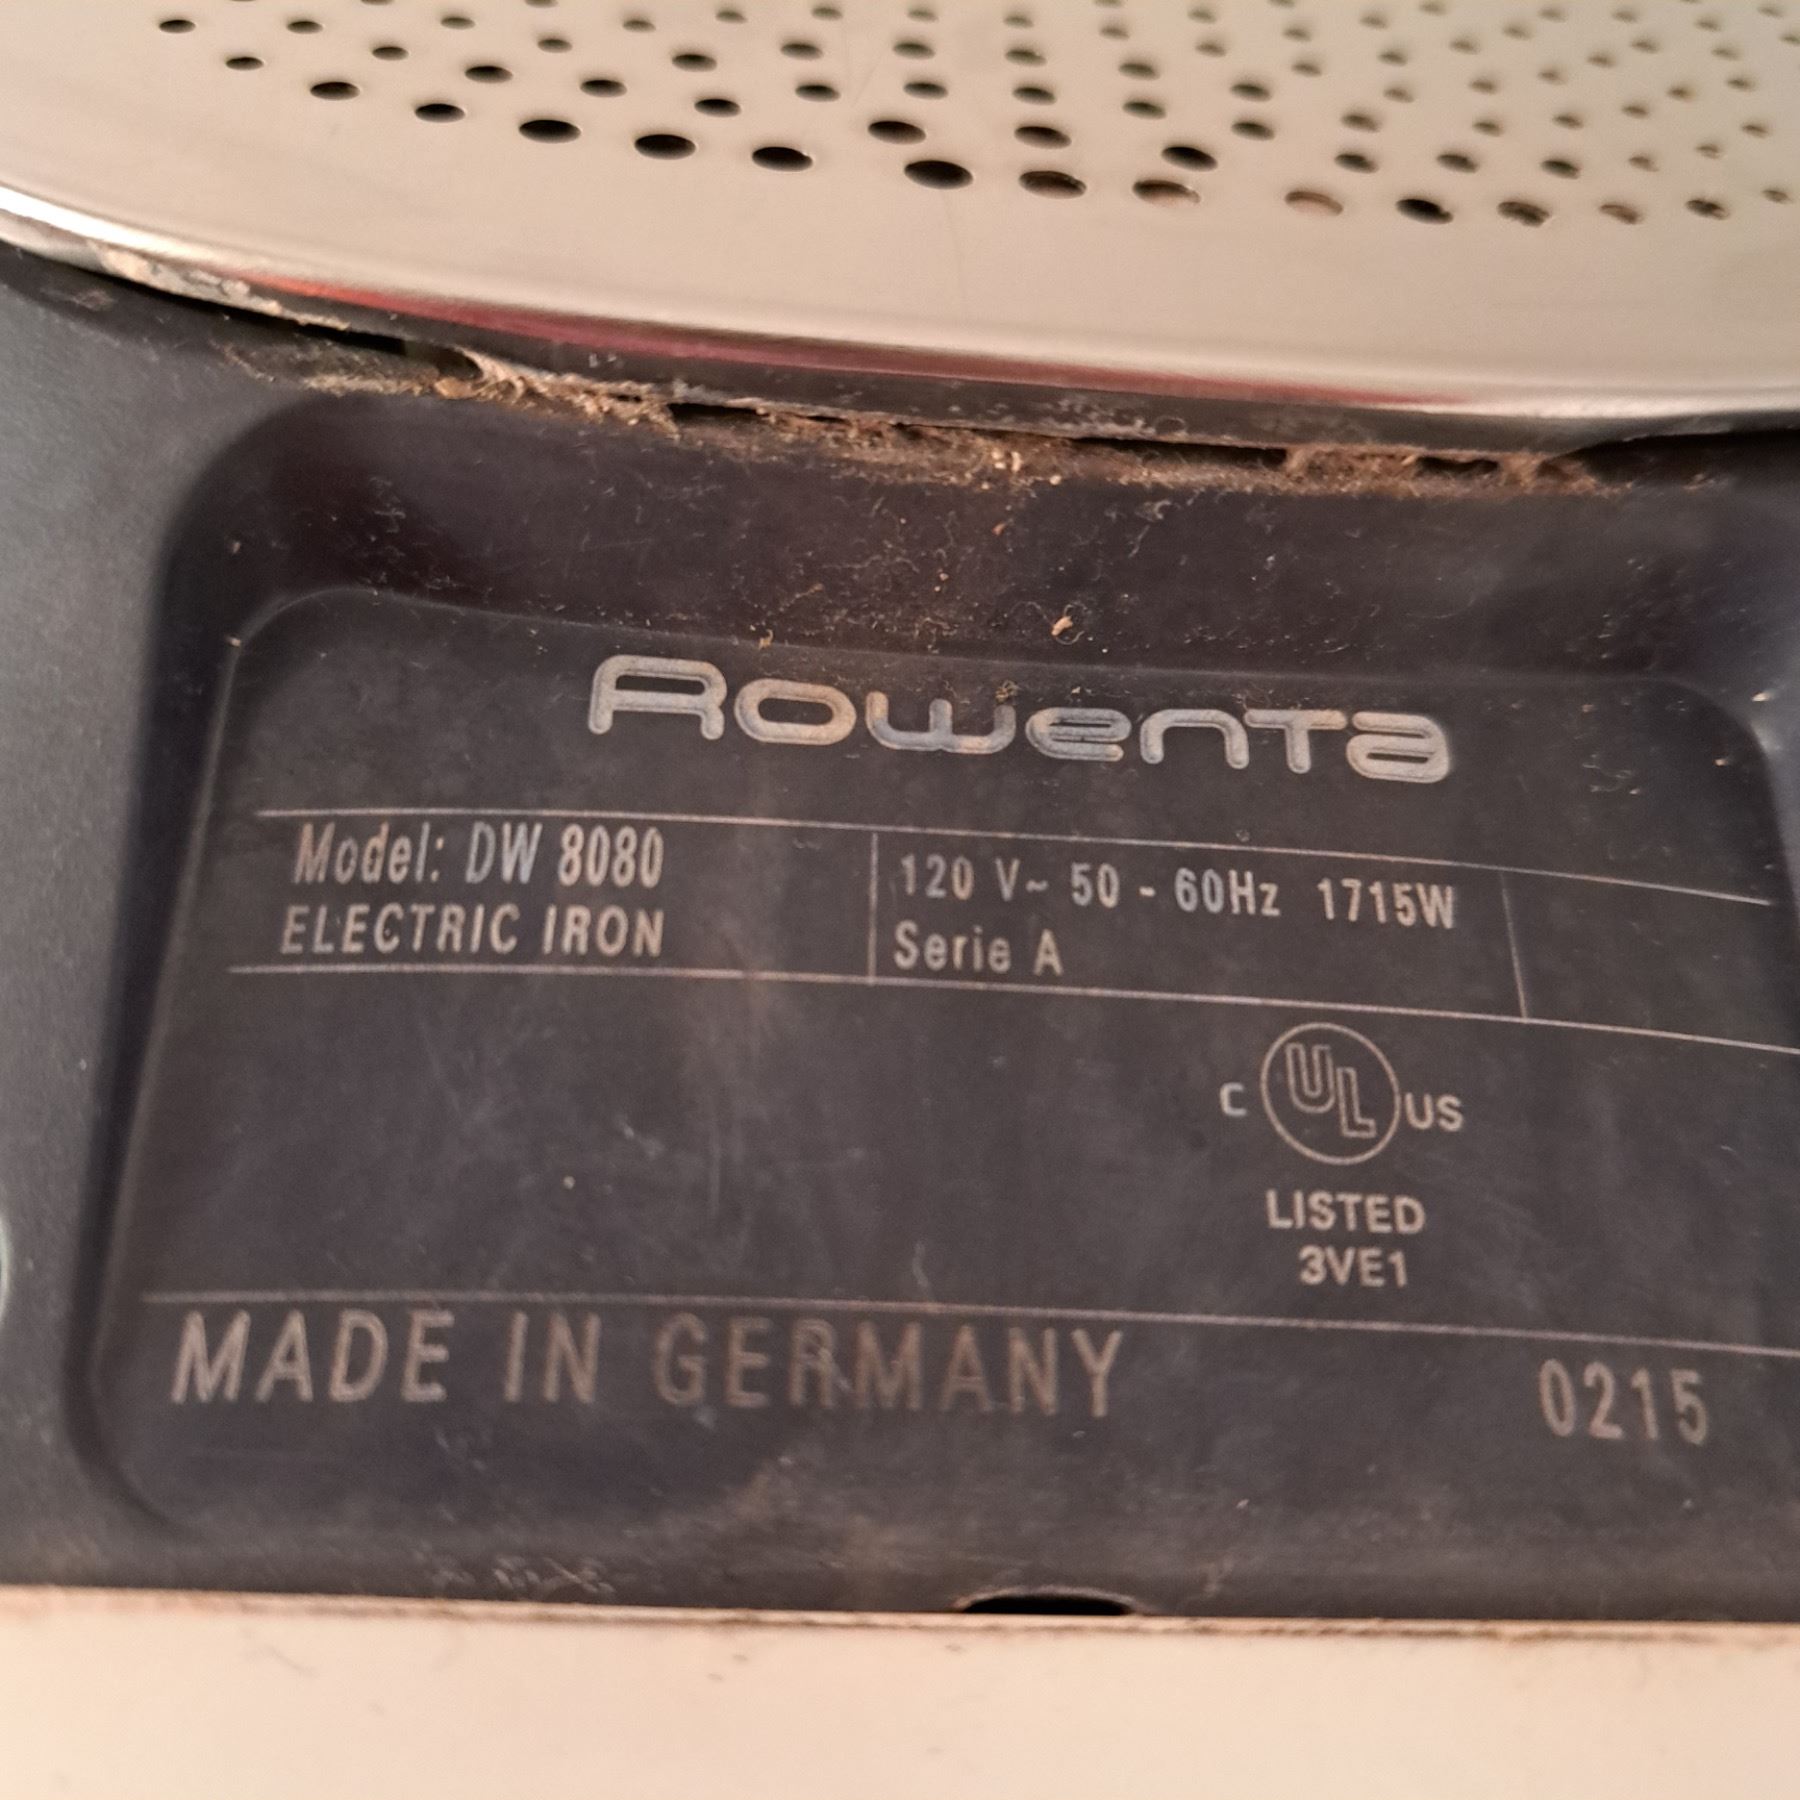 Rowenta
Model: DW 8080
ELECTRIC IRON
120 V~ 50 - 60Hz 1715W
Serie A
C UL US
LISTED
3VE1
MADE IN GERMANY
0215